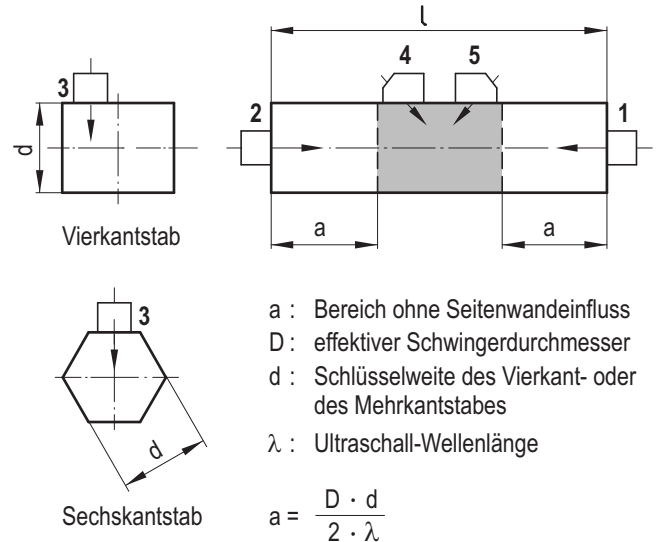 l
3
4
5
2
1
d
a
a
Vierkantstab
3
d
Sechskantstab
a : Bereich ohne Seitenwandeinfluss
D : effektiver Schwingerdurchmesser
d : Schlüsselweite des Vierkant- oder
des Mehrkantstabes
λ : Ultraschall-Wellenlänge
a = D · d
2 · λ